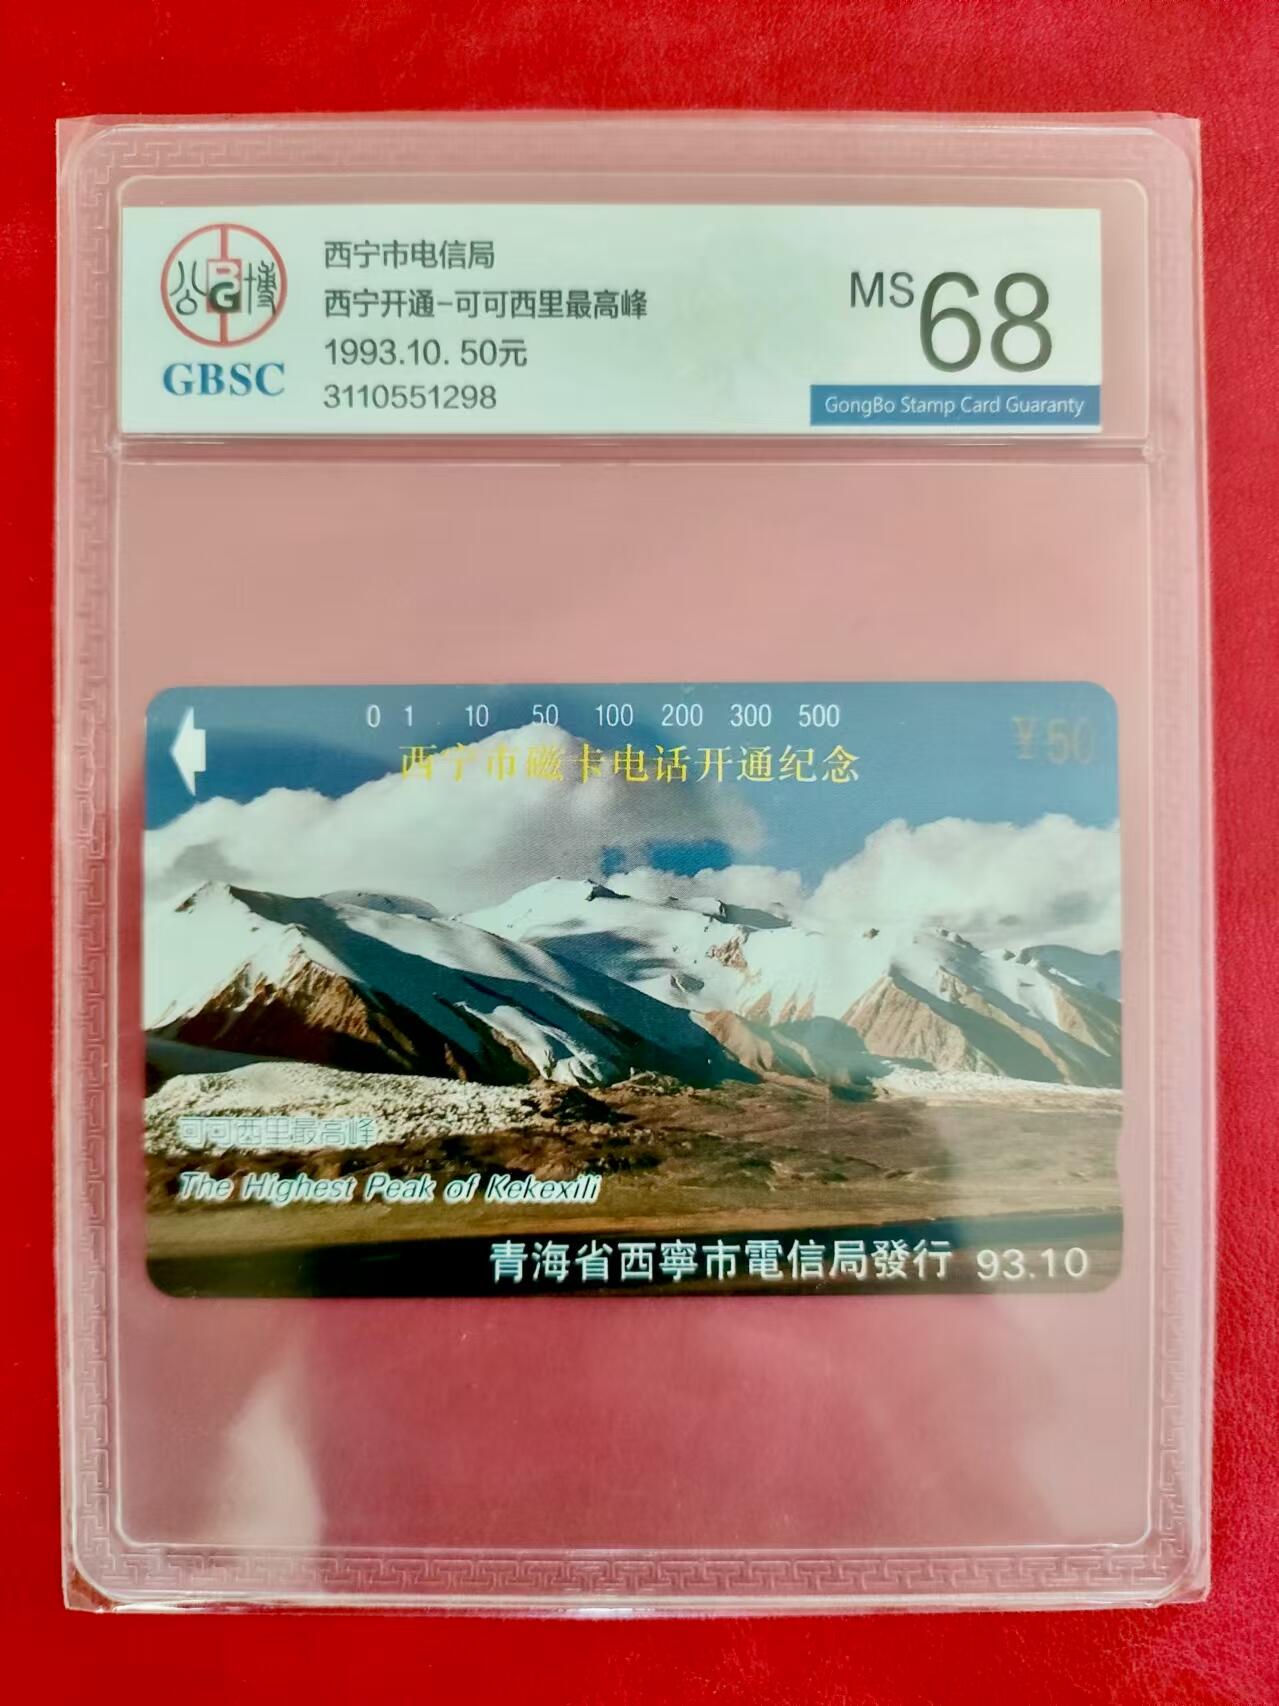 公博
BG
GBSC
西宁市电信局
西宁开通-可可西里最高峰
1993.10. 50元
3110551298
MS 68
GongBo Stamp Card Guaranty
0 1 10 50 100 200 300 500
西宁市磁卡电话开通纪念
¥50
可可西里最高峰
The Highest Peak of Kekexili
青海省西寧市電信局發行 93.10